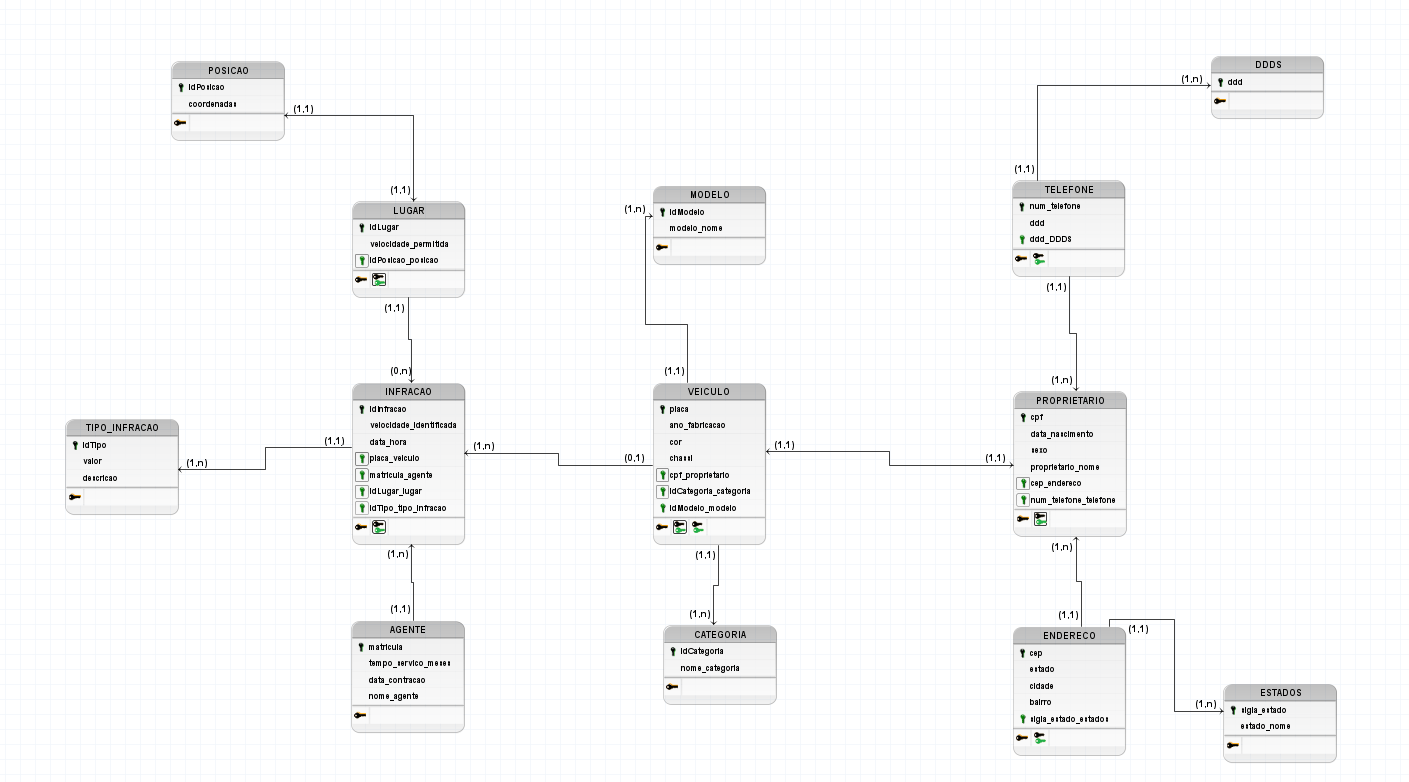 POSICAO
idPosicao
coordenadas
(1,1)
(1,1)
LUGAR
idLugar
velocidade_permitida
idPosicao_posicao
(1,1)
(0,n)
INFRACAO
idInfracao
velocidade_identificada
data_hora
placa_veiculo
matricula_agente
idLugar_lugar
idTipo_tipo_infracao
(1,1)
(1,n)
TIPO_INFRACAO
idTipo
valor
descricao
(1,n)
(1,1)
AGENTE
matricula
tempo_servico_meses
data_contracao
nome_agente
(1,n)
(0,1)
MODELO
idModelo
modelo_nome
(1,n)
(1,1)
VEICULO
placa
ano_fabricacao
cor
chassi
cpf_proprietario
idCategoria_categoria
idModelo_modelo
(1,1)
(1,n)
CATEGORIA
idCategoria
nome_categoria
(1,1)
(1,1)
DDDS
ddd
(1,n)
(1,1)
TELEFONE
num_telefone
ddd
ddd_DDDS
(1,1)
(1,n)
PROPRIETARIO
cpf
data_nascimento
sexo
proprietario_nome
cep_endereco
num_telefone_telefone
(1,n)
(1,1)
ENDERECO
cep
estado
cidade
bairro
sigla_estado_estados
(1,1)
(1,n)
ESTADOS
sigla_estado
estado_nome